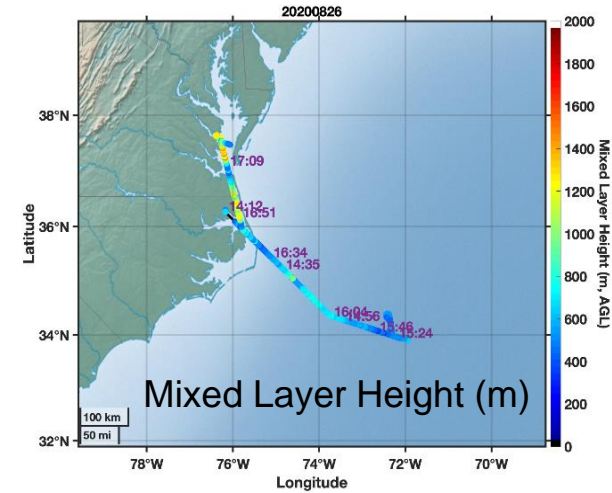 20200826
2000
1800
1600
1400
1200
1000
800
600
400
200
0
Mixed Layer Height (m, AGL)
38°N
36°N
34°N
32°N
Latitude
17:09
14:12
16:51
16:34
14:35
16:04
14:56
15:46
15:24
Mixed Layer Height (m)
100 km
50 mi
78°W
76°W
74°W
72°W
70°W
Longitude